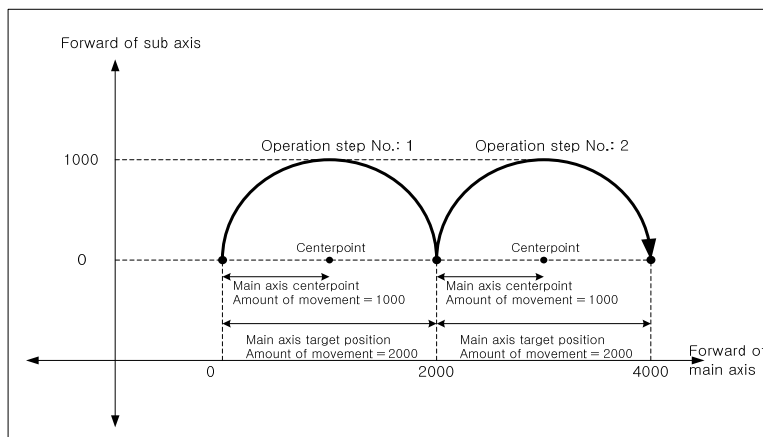 Forward of sub axis
Operation step No.: 1
Operation step No.: 2
1000
0
Centerpoint
Centerpoint
Main axis centerpoint
Amount of movement = 1000
Main axis centerpoint
Amount of movement = 1000
Main axis target position
Amount of movement = 2000
Main axis target position
Amount of movement = 2000
0
2000
4000
Forward of
main axis